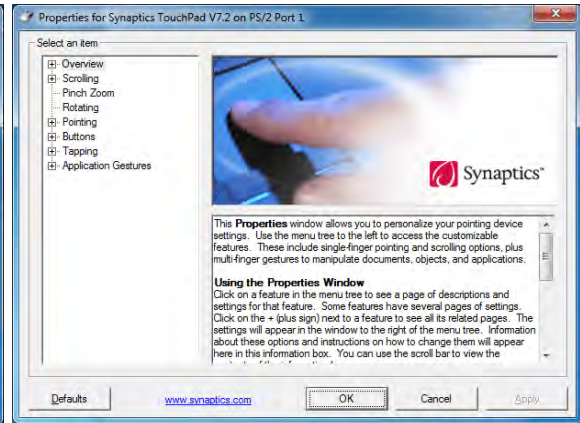 Properties for Synaptics TouchPad V7.2 on PS/2 Port 1
Select an item
Overview
Scrolling
Pinch Zoom
Rotating
Pointing
Buttons
Tapping
Application Gestures
Synaptics™
This Properties window allows you to personalize your pointing device
settings. Use the menu tree to the left to access the customizable
features. These include single-finger pointing and scrolling options, plus
multi-finger gestures to manipulate documents, objects, and applications.
Using the Properties Window
Click on a feature in the menu tree to see a page of descriptions and
settings for that feature. Some features have several pages of settings.
Click on the + (plus sign) next to a feature to see all its related pages. The
settings will appear in the window to the right of the menu tree. Information
about these options and instructions on how to change them will appear
here in this information box. You can use the scroll bar to view the
Defaults
www.synaptics.com
OK
Cancel
Apply